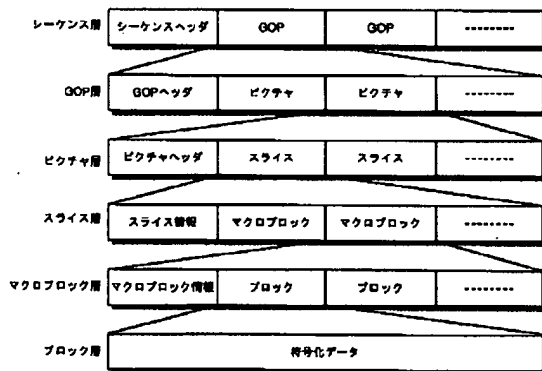 シーケンス層 シーケンスヘッダ GOP GOP --------
GOP層 GOPヘッダ ピクチャ ピクチャ --------
ピクチャ層 ピクチャヘッダ スライス スライス --------
スライス層 スライス情報 マクロブロック マクロブロック --------
マクロブロック層 マクロブロック情報 ブロック ブロック --------
ブロック層 符号化データ